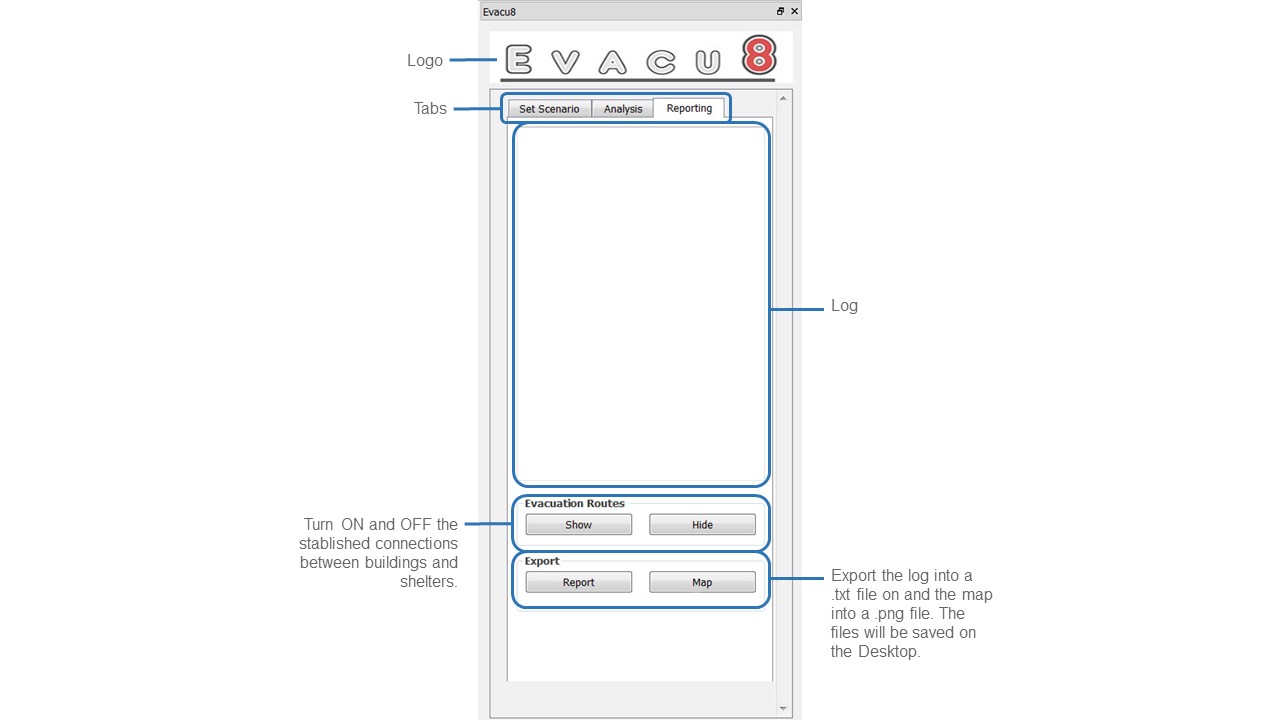 Evacu8
Logo
EVACU8
Tabs
Set Scenario Analysis Reporting
Log
Evacuation Routes
Show Hide
Turn ON and OFF the
stablished connections
between buildings and
shelters.
Export
Report Map
Export the log into a
.txt file on and the map
into a .png file. The
files will be saved on
the Desktop.